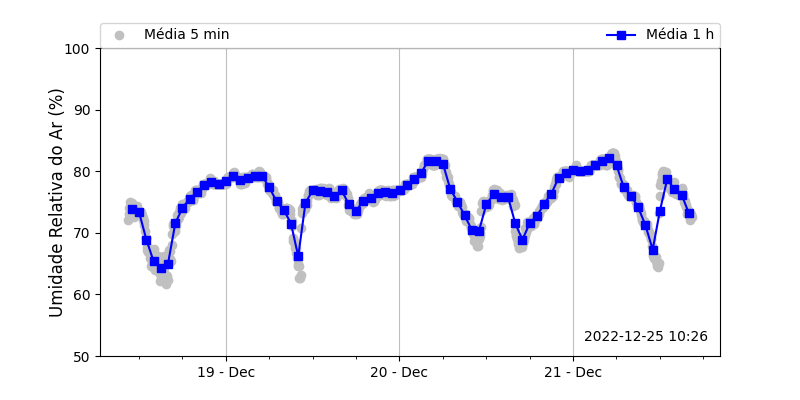 Média 5 min
Média 1 h
Umidade Relativa do Ar (%)
100
90
80
70
60
50
2022-12-25 10:26
19 - Dec
20 - Dec
21 - Dec